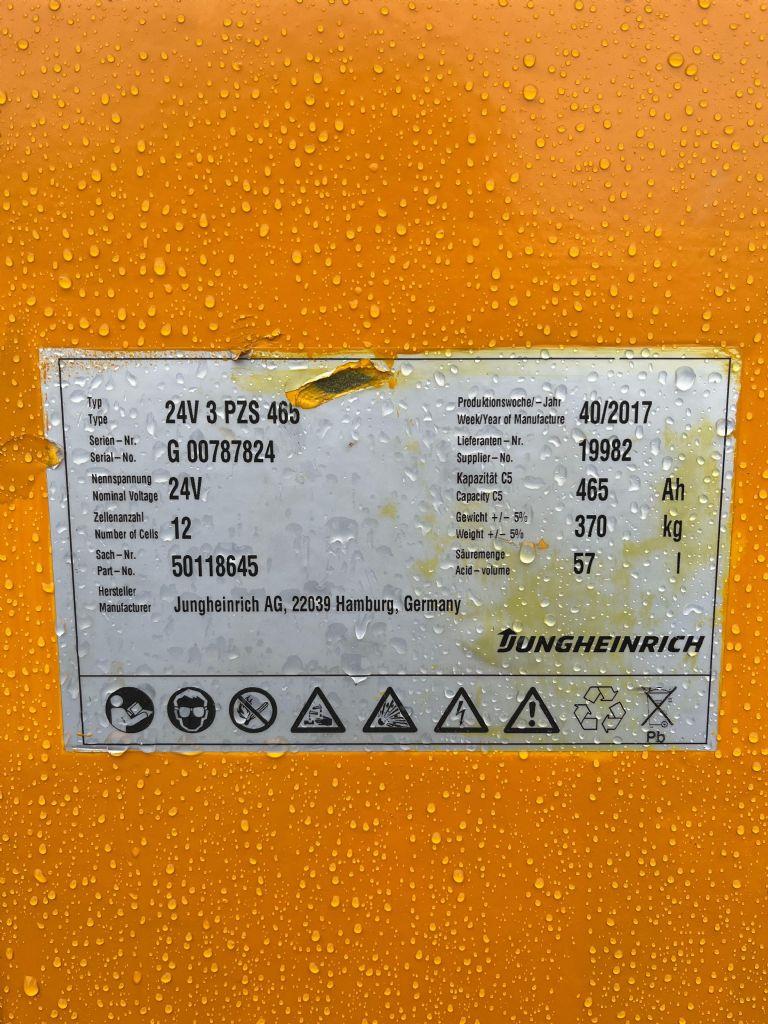 Typ
Type 24V 3 PZS 465
Serien–Nr.
Serial–No. G 00787824
Nennspannung
Nominal Voltage 24V
Zellenanzahl
Number of Cells 12
Sach–Nr.
Part–No. 50118645
Hersteller
Manufacturer Jungheinrich AG, 22039 Hamburg, Germany
Produktionswoche/–Jahr
Week/Year of Manufacture 40/2017
Lieferanten–Nr.
Supplier–No. 19982
Kapazität C5
Capacity C5 465 Ah
Gewicht +/– 5%
Weight +/– 5% 370 kg
Säuremenge
Acid–volume 57 l
JUNGHEINRICH
Pb